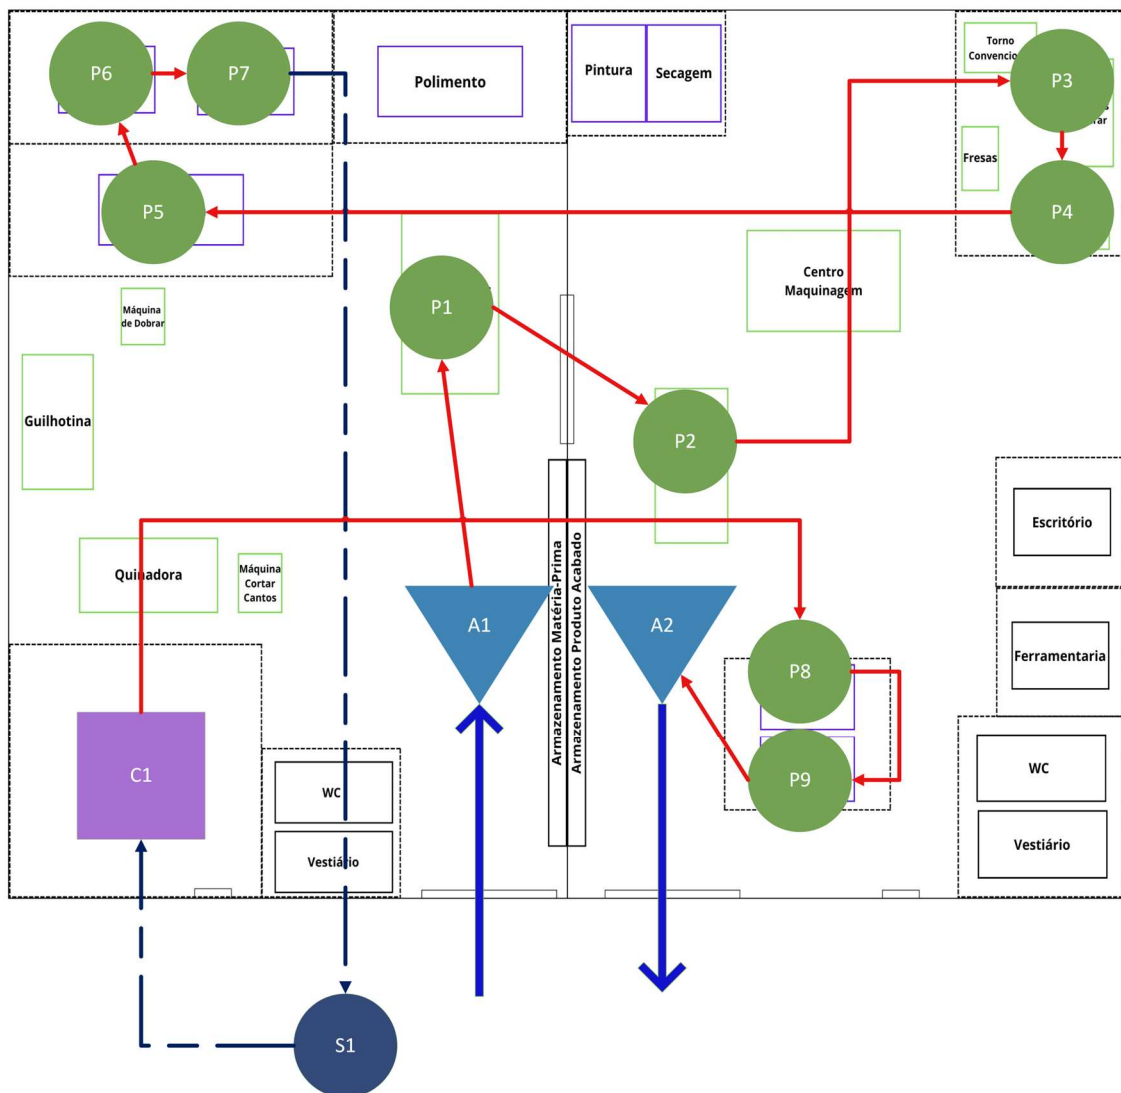 P6
P7
Polimento
Pintura
Secagem
Torno
P3
P5
Fresas
P4
P1
Centro
Maquinagem
Máquina
de Dobrar
Guilhotina
P2
Escritório
Quinadora
Máquina
Cortar
Cantos
A1
Armazenamento Matéria-Prima
Armazenamento Produto Acabado
A2
P8
Ferramentaria
C1
WC
Vestiário
P9
WC
Vestiário
S1